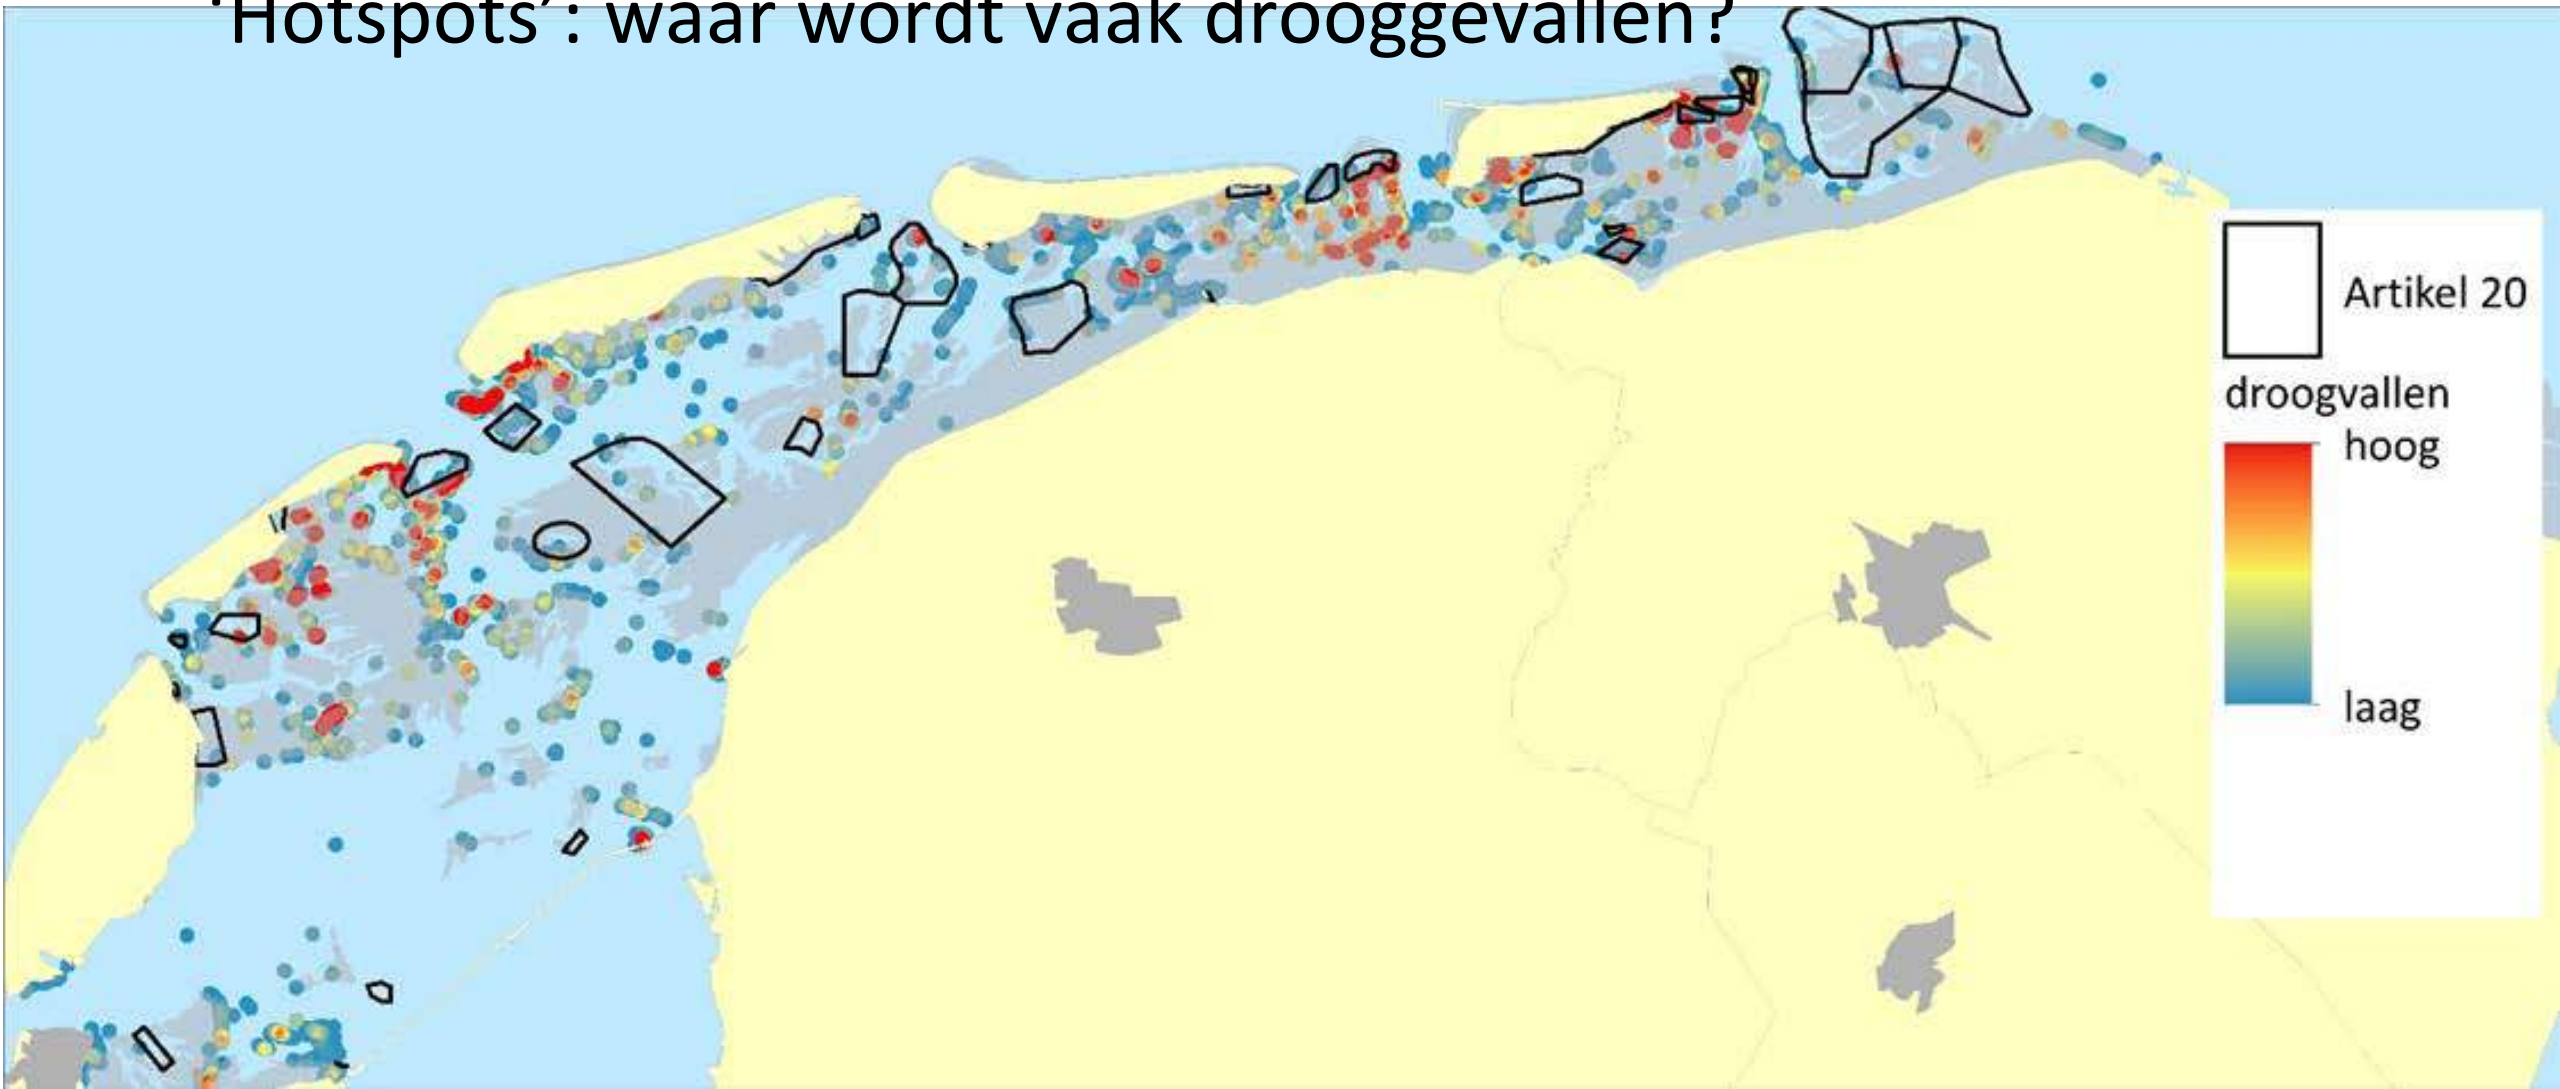 'Hotspots': waar wordt vaak drooggevallen?
Artikel 20
droogvallen
hoog
laag